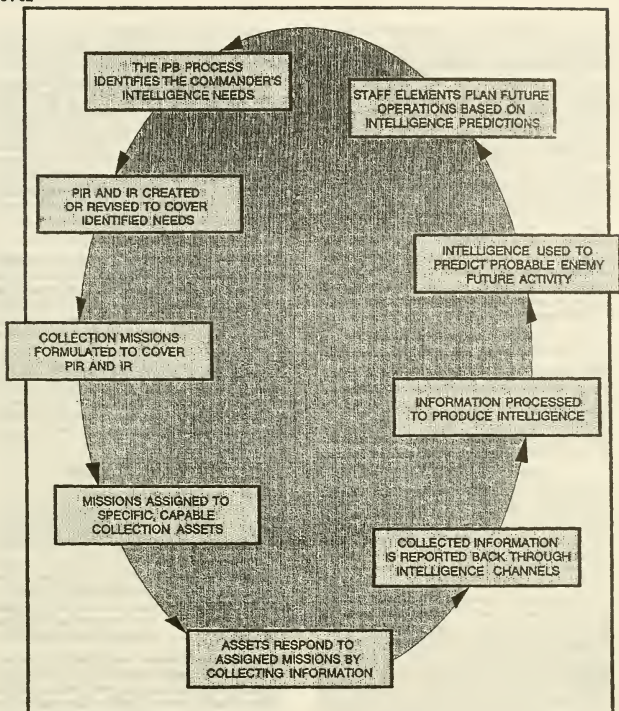 THE IPB PROCESS
IDENTIFIES THE COMMANDER'S
INTELLIGENCE NEEDS
PIR AND IR CREATED
OR REVISED TO COVER
IDENTIFIED NEEDS
COLLECTION MISSIONS
FORMULATED TO COVER
PIR AND IR
MISSIONS ASSIGNED TO
SPECIFIC, CAPABLE
COLLECTION ASSETS
ASSETS RESPOND TO
ASSIGNED MISSIONS BY
COLLECTING INFORMATION
COLLECTED INFORMATION
IS REPORTED BACK THROUGH
INTELLIGENCE CHANNELS
INFORMATION PROCESSED
TO PRODUCE INTELLIGENCE
INTELLIGENCE USED TO
PREDICT PROBABLE ENEMY
FUTURE ACTIVITY
STAFF ELEMENTS PLAN FUTURE
OPERATIONS BASED ON
INTELLIGENCE PREDICTIONS